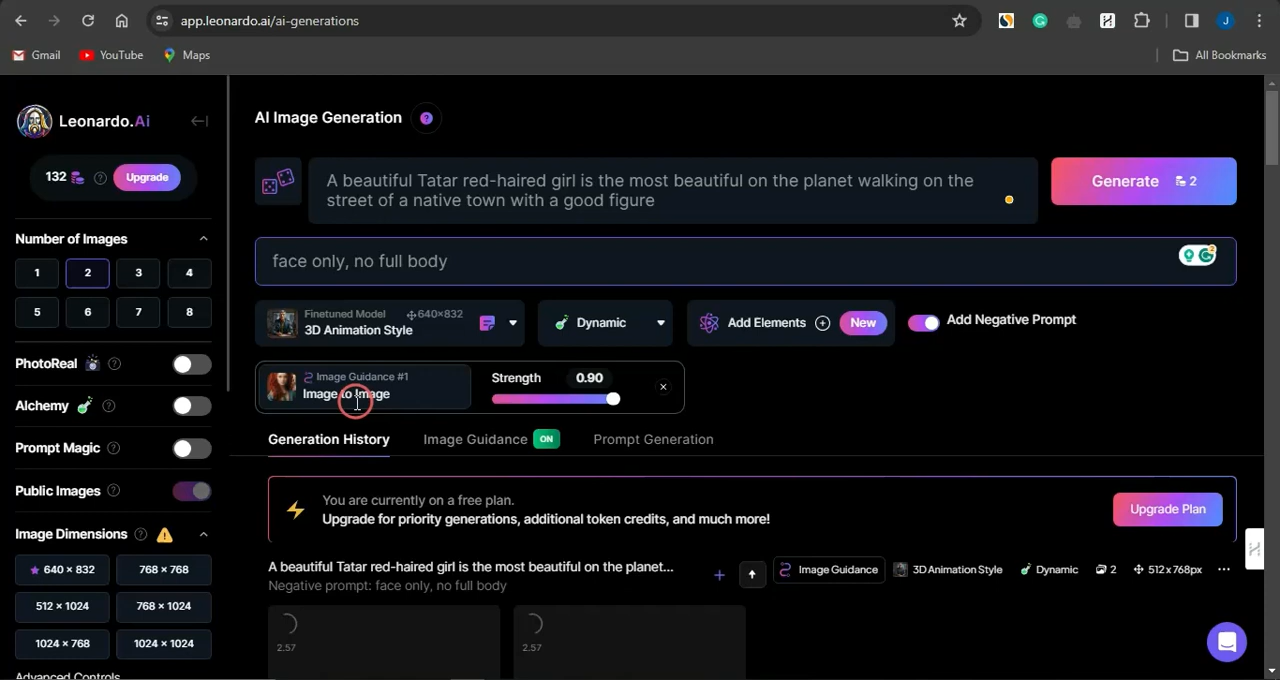 app.leonardo.ai/ai-generations
J
Gmail
YouTube
Maps
All Bookmarks
Leonardo.Ai
132
Upgrade
Number of Images
1
2
3
4
5
6
7
8
PhotoReal
Alchemy
Prompt Magic
Public Images
Image Dimensions
640 × 832
768 × 768
512 × 1024
768 × 1024
1024 × 768
1024 × 1024
Advanced Controls
AI Image Generation
A beautiful Tatar red-haired girl is the most beautiful on the planet walking on the
street of a native town with a good figure
Generate 2
face only, no full body
Finetuned Model 640×832
3D Animation Style
Dynamic
Add Elements
New
Add Negative Prompt
Image Guidance #1
Image to Image
Strength 0.90
Generation History
Image Guidance ON
Prompt Generation
You are currently on a free plan.
Upgrade for priority generations, additional token credits, and much more!
Upgrade Plan
A beautiful Tatar red-haired girl is the most beautiful on the planet...
Negative prompt: face only, no full body
Image Guidance
3D Animation Style
Dynamic
2
512 x 768px
2.57
2.57